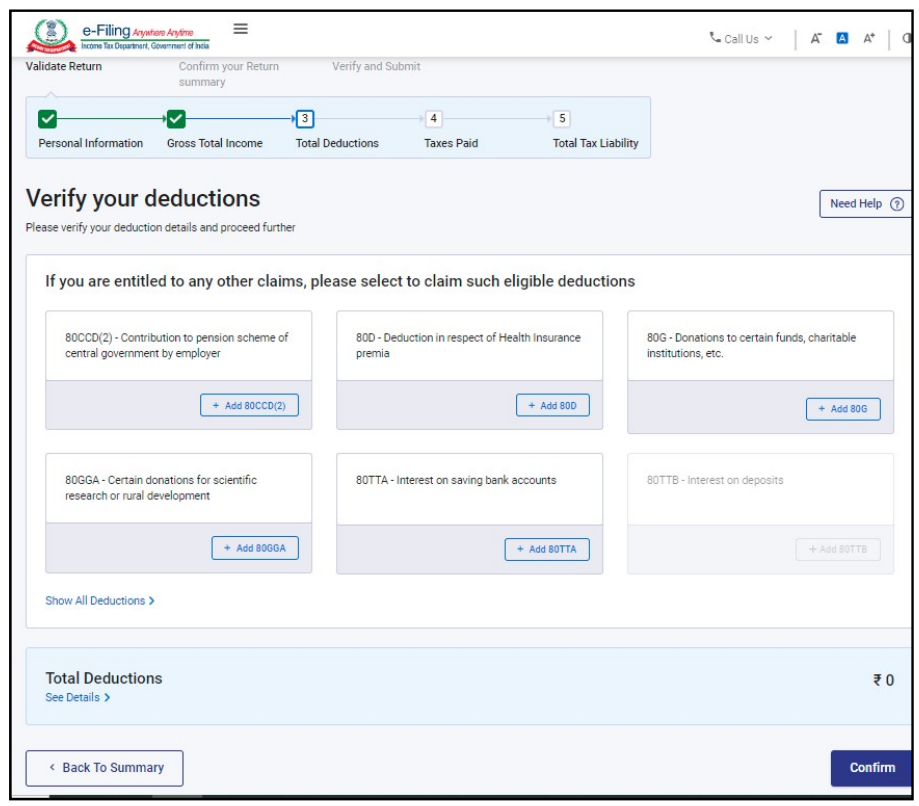 e-Filing Anywhere Anytime
Income Tax Department, Government of India
Call Us
A-
A
A+
Validate Return
Confirm your Return
summary
Verify and Submit
3
4
5
Personal Information
Gross Total Income
Total Deductions
Taxes Paid
Total Tax Liability
Verify your deductions
Need Help ?
Please verify your deduction details and proceed further
If you are entitled to any other claims, please select to claim such eligible deductions
80CCD(2) - Contribution to pension scheme of
central government by employer
+ Add 80CCD(2)
80D - Deduction in respect of Health Insurance
premia
+ Add 80D
80G - Donations to certain funds, charitable
institutions, etc.
+ Add 80G
80GGA - Certain donations for scientific
research or rural development
+ Add 80GGA
80TTA - Interest on saving bank accounts
+ Add 80TTA
80TTB - Interest on deposits
+ Add 80TTB
Show All Deductions >
Total Deductions
₹ 0
See Details >
< Back To Summary
Confirm